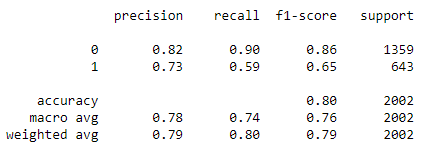 precision recall f1-score support
0 0.82 0.90 0.86 1359
1 0.73 0.59 0.65 643
accuracy 0.80 2002
macro avg 0.78 0.74 0.76 2002
weighted avg 0.79 0.80 0.79 2002